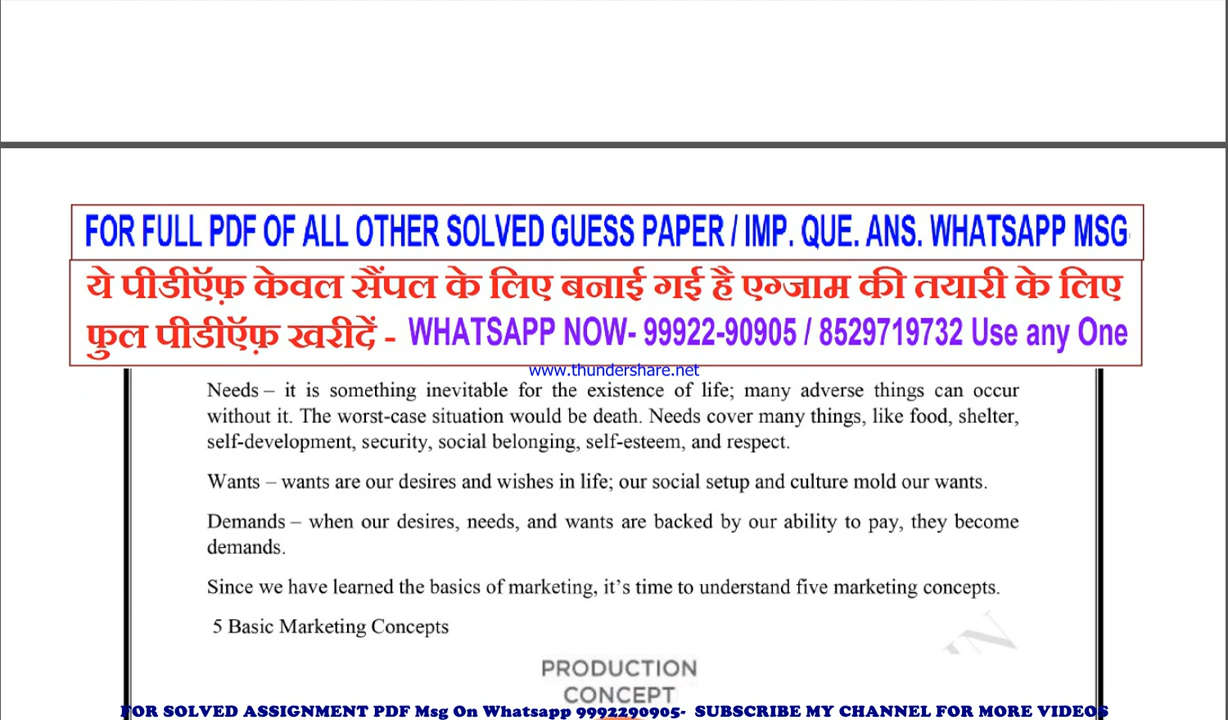 FOR FULL PDF OF ALL OTHER SOLVED GUESS PAPER / IMP. QUE. ANS. WHATSAPP MSG
ये पीडीऍफ़ केवल सैंपल के लिए बनाई गई है एग्जाम की तयारी के लिए
फुल पीडीऍफ़ खरीदें - WHATSAPP NOW- 99922-90905 / 8529719732 Use any One
www.thundershare.net
Needs – it is something inevitable for the existence of life; many adverse things can occur
without it. The worst-case situation would be death. Needs cover many things, like food, shelter,
self-development, security, social belonging, self-esteem, and respect.
Wants – wants are our desires and wishes in life; our social setup and culture mold our wants.
Demands – when our desires, needs, and wants are backed by our ability to pay, they become
demands.
Since we have learned the basics of marketing, it's time to understand five marketing concepts.
5 Basic Marketing Concepts
PRODUCTION
CONCEPT
FOR SOLVED ASSIGNMENT PDF Msg On Whatsapp 9992290905- SUBSCRIBE MY CHANNEL FOR MORE VIDEOS